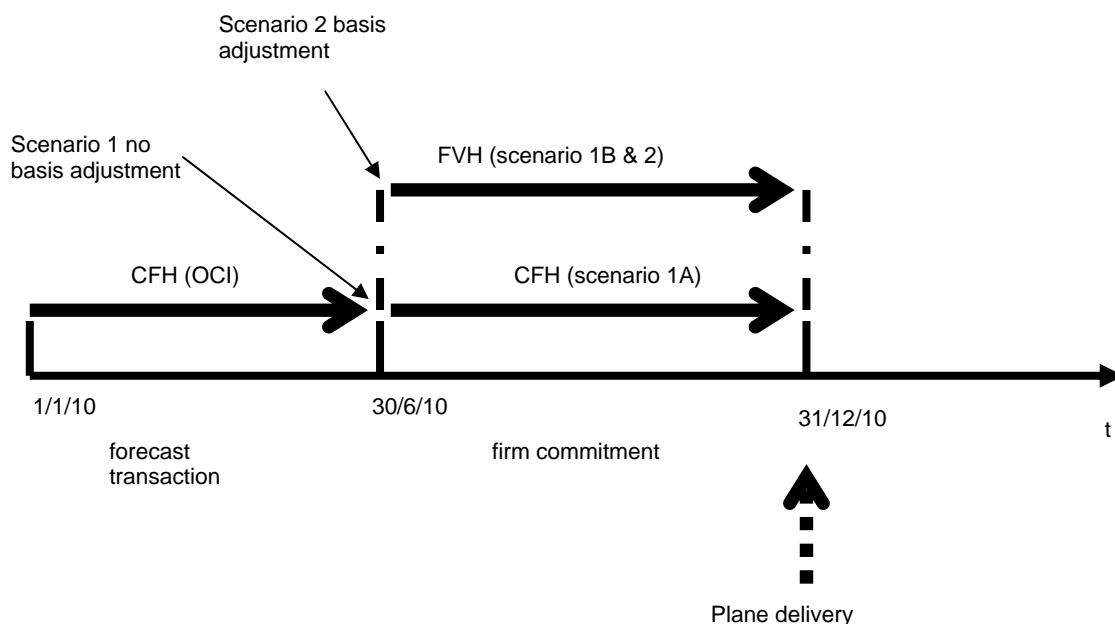 Scenario 2 basis
adjustment
Scenario 1 no
basis adjustment
FVH (scenario 1B & 2)
CFH (OCI)
CFH (scenario 1A)
1/1/10
30/6/10
31/12/10
t
forecast
transaction
firm commitment
Plane delivery